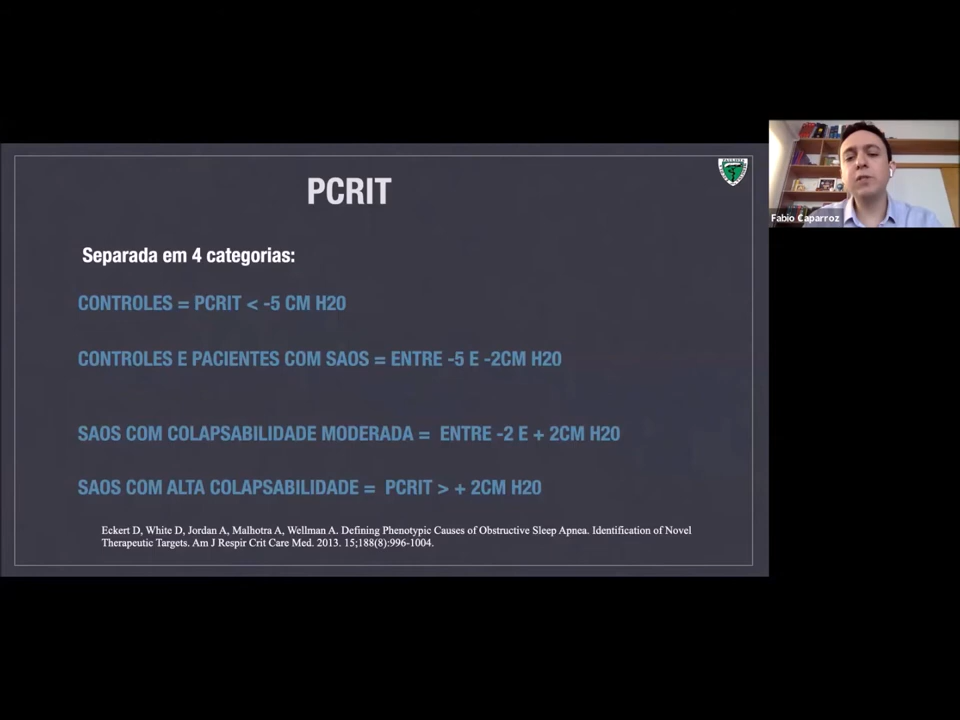 PCRIT
Separada em 4 categorias:
CONTROLES = PCRIT < -5 CM H20
CONTROLES E PACIENTES COM SAOS = ENTRE -5 E -2CM H20
SAOS COM COLAPSABILIDADE MODERADA = ENTRE -2 E + 2CM H20
SAOS COM ALTA COLAPSABILIDADE = PCRIT > + 2CM H20
Eckert D, White D, Jordan A, Malhotra A, Wellman A. Defining Phenotypic Causes of Obstructive Sleep Apnea. Identification of Novel
Therapeutic Targets. Am J Respir Crit Care Med. 2013. 15;188(8):996-1004.
Fabio Caparroz